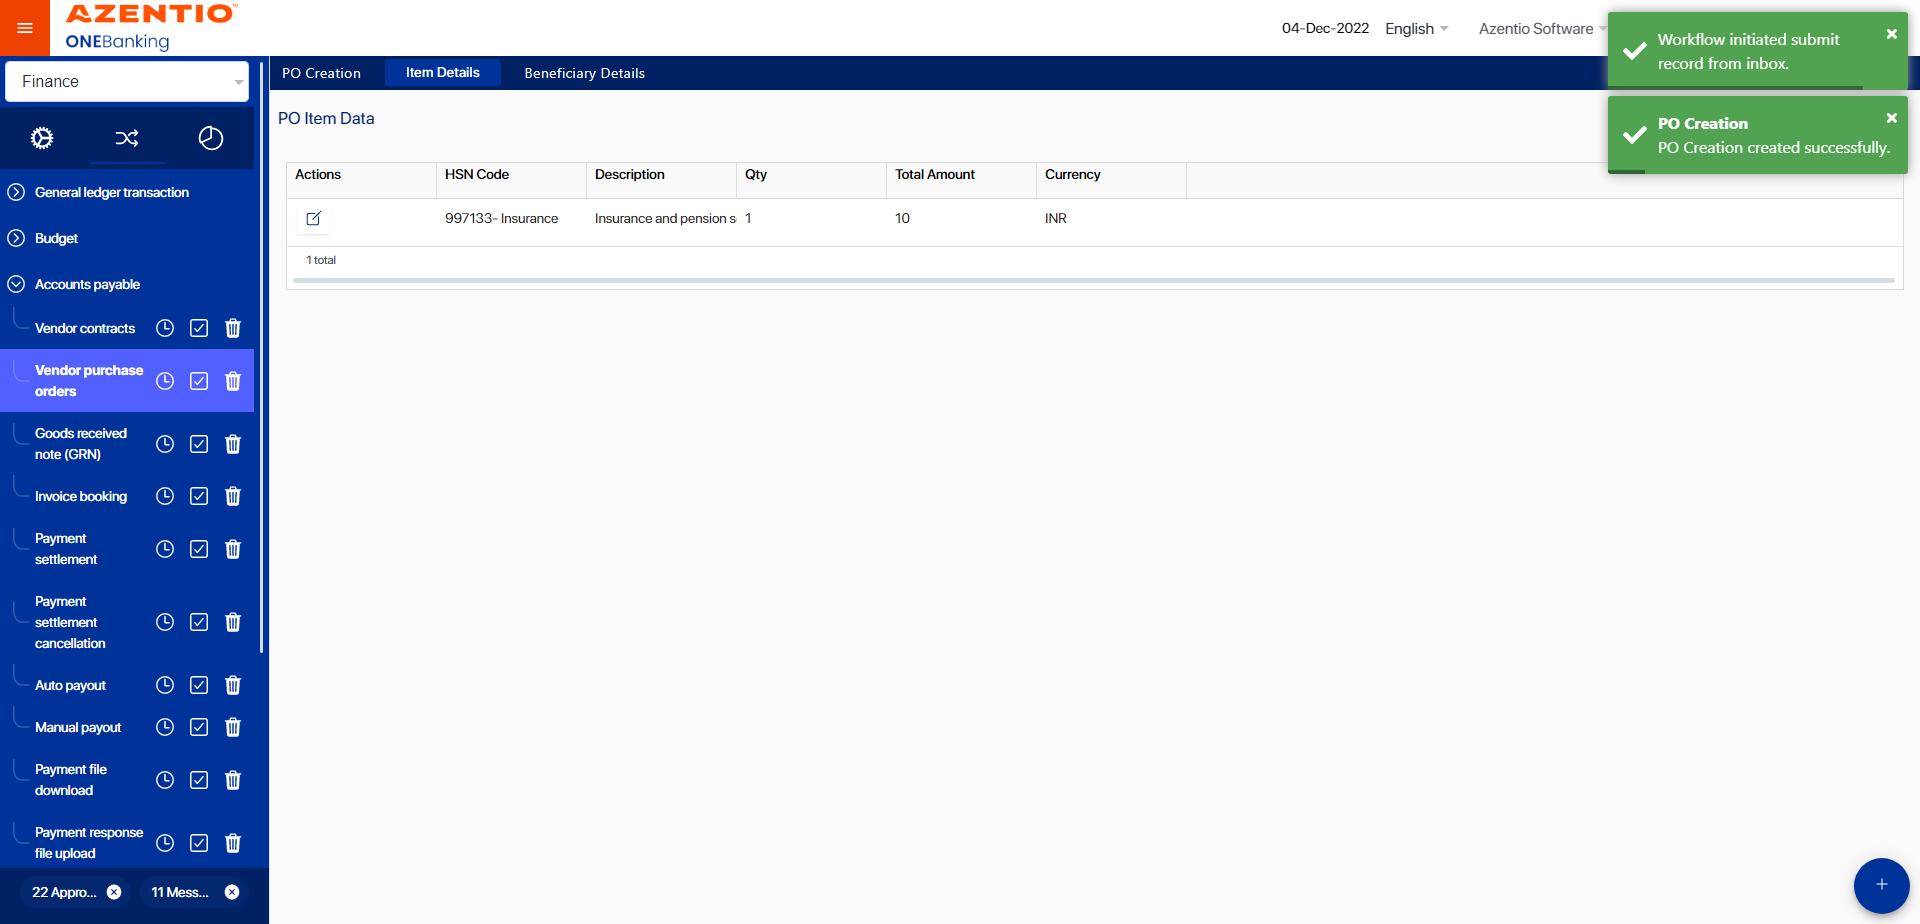 AZENTIO™
ONEBanking
04-Dec-2022
English
Azentio Software
Workflow initiated submit
record from inbox.
PO Creation
PO Creation created successfully.
Finance
PO Creation
Item Details
Beneficiary Details
PO Item Data
Actions
HSN Code
Description
Qty
Total Amount
Currency
997133- Insurance
Insurance and pension s
1
10
INR
1 total
General ledger transaction
Budget
Accounts payable
Vendor contracts
Vendor purchase
orders
Goods received
note (GRN)
Invoice booking
Payment
settlement
Payment
settlement
cancellation
Auto payout
Manual payout
Payment file
download
Payment response
file upload
22 Appro...
11 Mess...